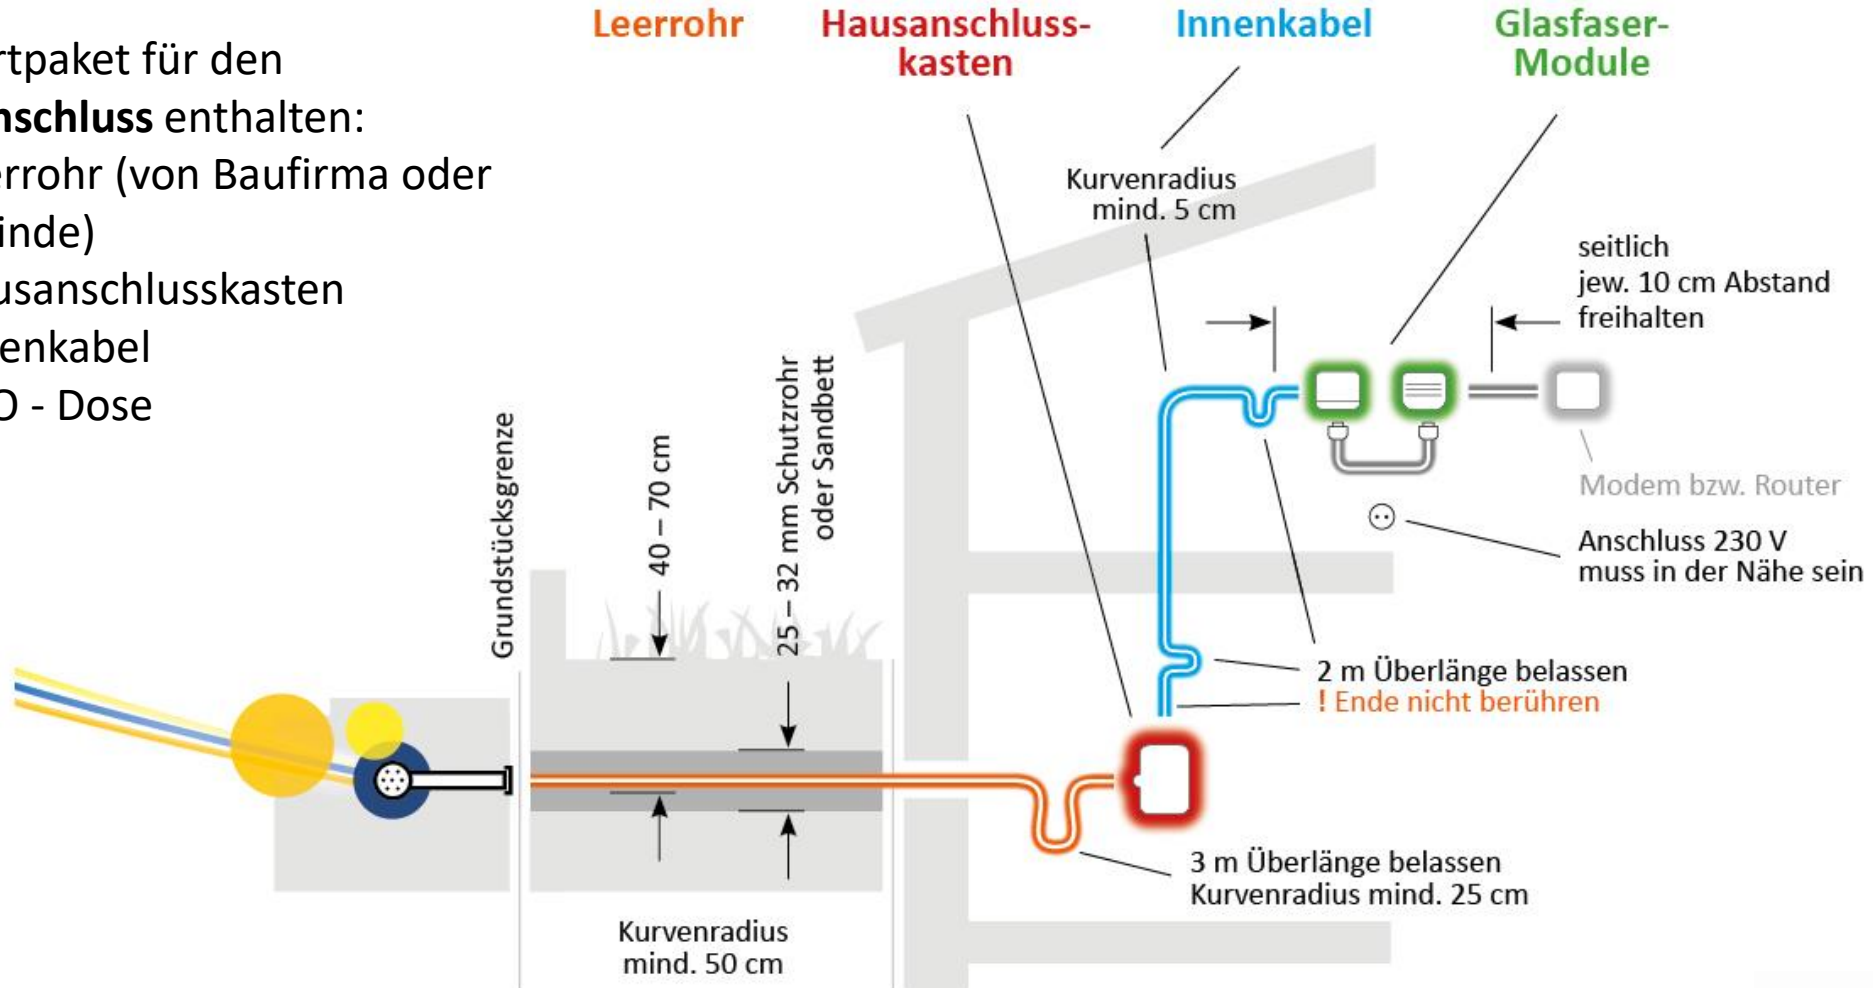 rtpaket für den
nschluss enthalten:
errohr (von Baufirma oder
inde)
usanschlusskasten
enkabel
O - Dose
Leerrohr
Hausanschluss-
kasten
Innenkabel
Glasfaser-
Module
Kurvenradius
mind. 5 cm
seitlich
jew. 10 cm Abstand
freihalten
Modem bzw. Router
Anschluss 230 V
muss in der Nähe sein
Grundstücksgrenze
40 – 70 cm
25 – 32 mm Schutzrohr
oder Sandbett
2 m Überlänge belassen
! Ende nicht berühren
3 m Überlänge belassen
Kurvenradius mind. 25 cm
Kurvenradius
mind. 50 cm